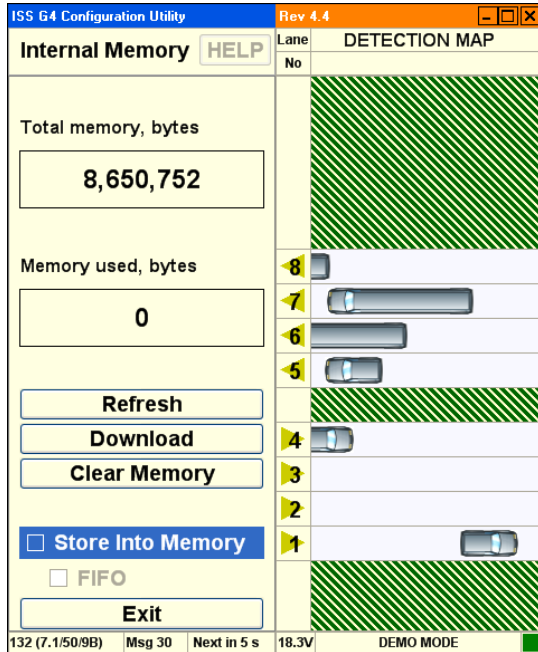 ISS G4 Configuration Utility
Rev 4.4
Internal Memory
HELP
Lane
No
DETECTION MAP
Total memory, bytes
8,650,752
Memory used, bytes
0
8
7
6
5
4
3
2
1
Refresh
Download
Clear Memory
Store Into Memory
FIFO
Exit
132 (7.1/50/9B)
Msg 30
Next in 5 s
18.3V
DEMO MODE